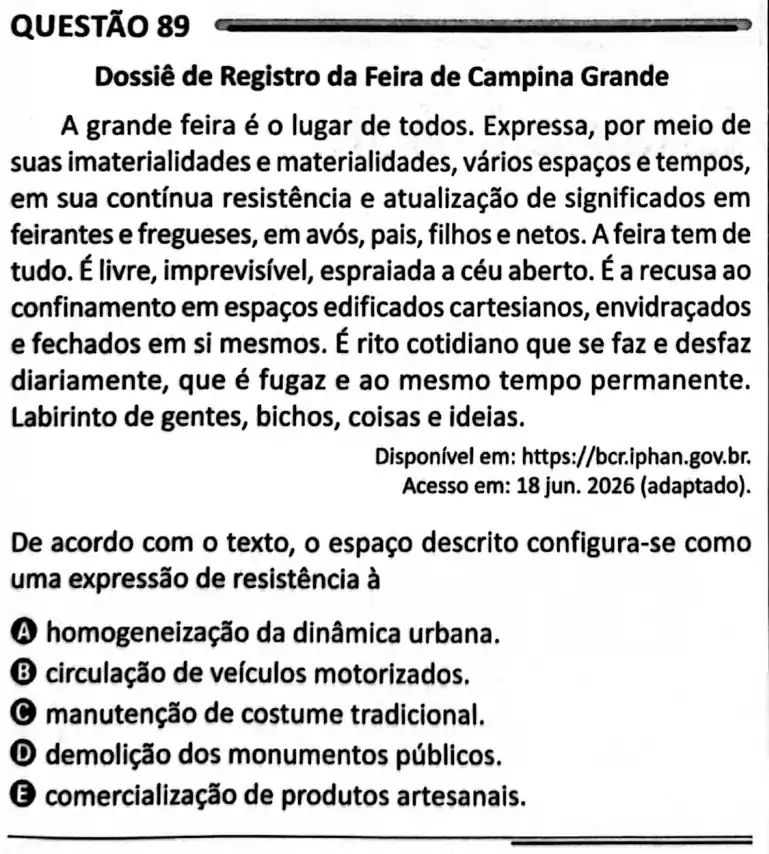 QUESTÃO 89
Dossiê de Registro da Feira de Campina Grande
A grande feira é o lugar de todos. Expressa, por meio de
suas imaterialidades e materialidades, vários espaços e tempos,
em sua contínua resistência e atualização de significados em
feirantes e fregueses, em avós, pais, filhos e netos. A feira tem de
tudo. É livre, imprevisível, espraiada a céu aberto. É a recusa ao
confinamento em espaços edificados cartesianos, envidraçados
e fechados em si mesmos. É rito cotidiano que se faz e desfaz
diariamente, que é fugaz e ao mesmo tempo permanente.
Labirinto de gentes, bichos, coisas e ideias.
Disponível em: https://bcr.iphan.gov.br.
Acesso em: 18 jun. 2026 (adaptado).
De acordo com o texto, o espaço descrito configura-se como
uma expressão de resistência à
A homogeneização da dinâmica urbana.
B circulação de veículos motorizados.
C manutenção de costume tradicional.
D demolição dos monumentos públicos.
E comercialização de produtos artesanais.